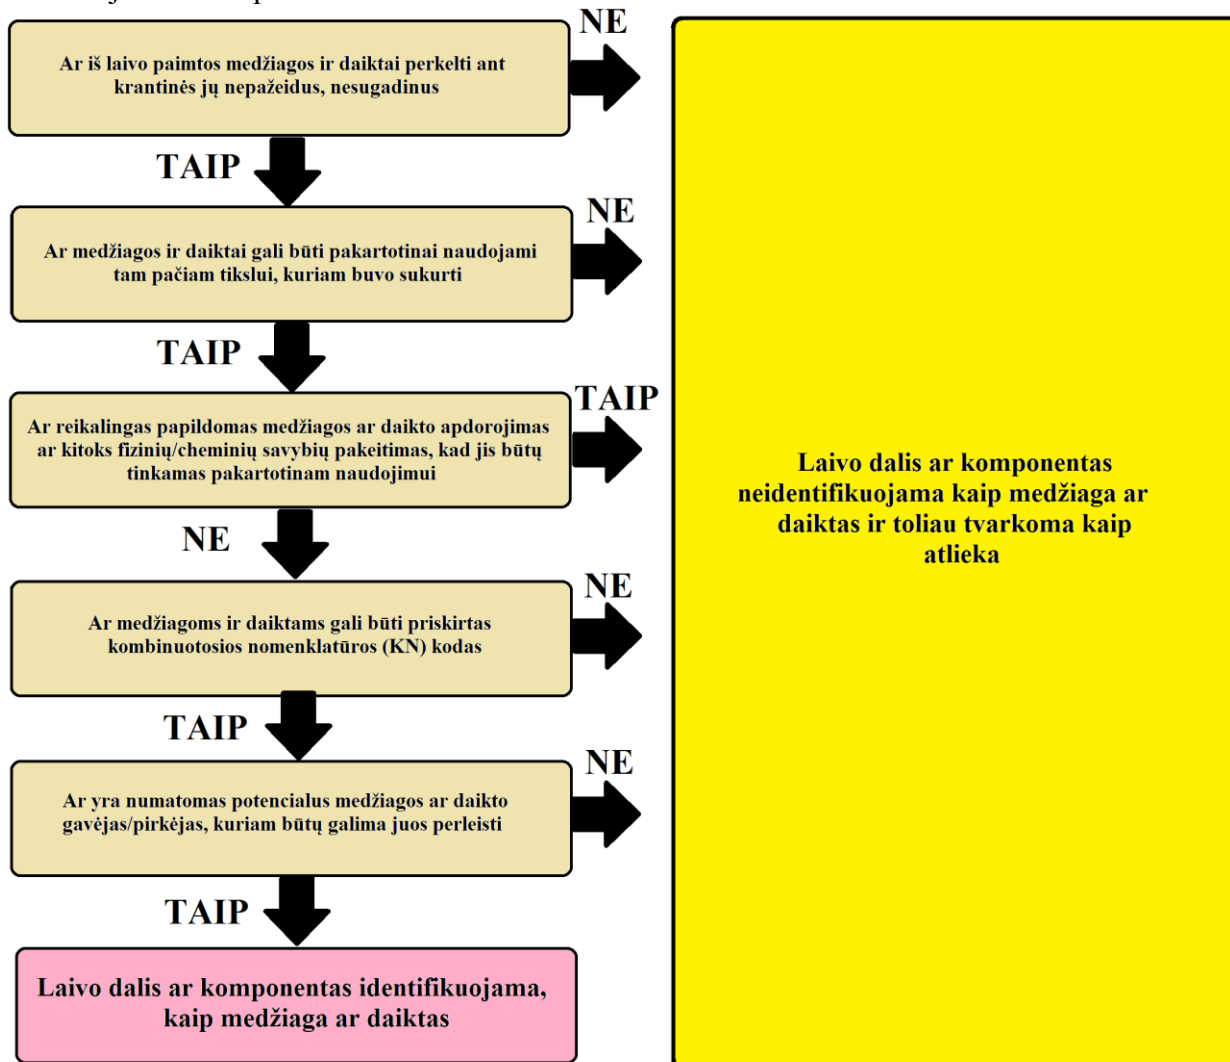 NE
Ar iš laivo paimtos medžiagos ir daiktai perkelti ant
krantinės jų nepažeidus, nesugadinus
TAIP
NE
Ar medžiagos ir daiktai gali būti pakartotinai naudojami
tam pačiam tikslui, kuriam buvo sukurti
TAIP
TAIP
Ar reikalingas papildomas medžiagos ar daikto apdorojimas
ar kitoks fizinių/cheminių savybių pakeitimas, kad jis būtų
tinkamas pakartotinam naudojimui
NE
NE
Ar medžiagoms ir daiktams gali būti priskirtas
kombinuotosios nomenklatūros (KN) kodas
TAIP
NE
Ar yra numatomas potencialus medžiagos ar daikto
gavėjas/pirkėjas, kuriam būtų galima juos perleisti
TAIP
Laivo dalis ar komponentas identifikuojama,
kaip medžiaga ar daiktas
Laivo dalis ar komponentas
neidentifikuojama kaip medžiaga ar
daiktas ir toliau tvarkoma kaip
atlieka